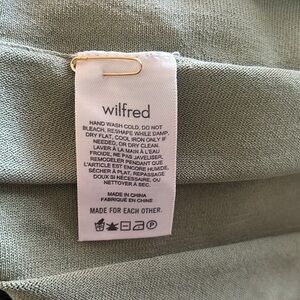 wilfred
HAND WASH COLD, DO NOT
BLEACH, RESHAPE WHILE DAMP,
DRY FLAT, COOL IRON ONLY IF
NEEDED, OR DRY CLEAN.
LAVER À LA MAIN À L'EAU
FROIDE, NE PAS JAVELISER,
REMODELER PENDANT QUE
L'ARTICLE EST ENCORE HUMIDE,
SÉCHER À PLAT, REPASSAGE
DOUX SI NÉCESSAIRE, OU
NETTOYER À SEC.
MADE IN CHINA
FABRIQUÉ EN CHINE
MADE FOR EACH OTHER.
P